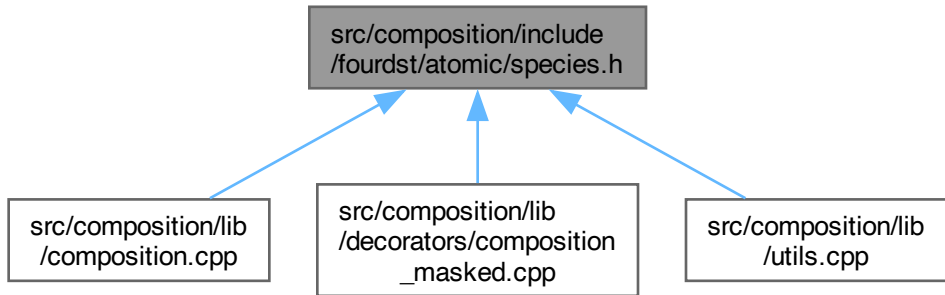 src/composition/include
/fourdst/atomic/species.h
src/composition/lib
/composition.cpp
src/composition/lib
/decorators/composition
_masked.cpp
src/composition/lib
/utils.cpp